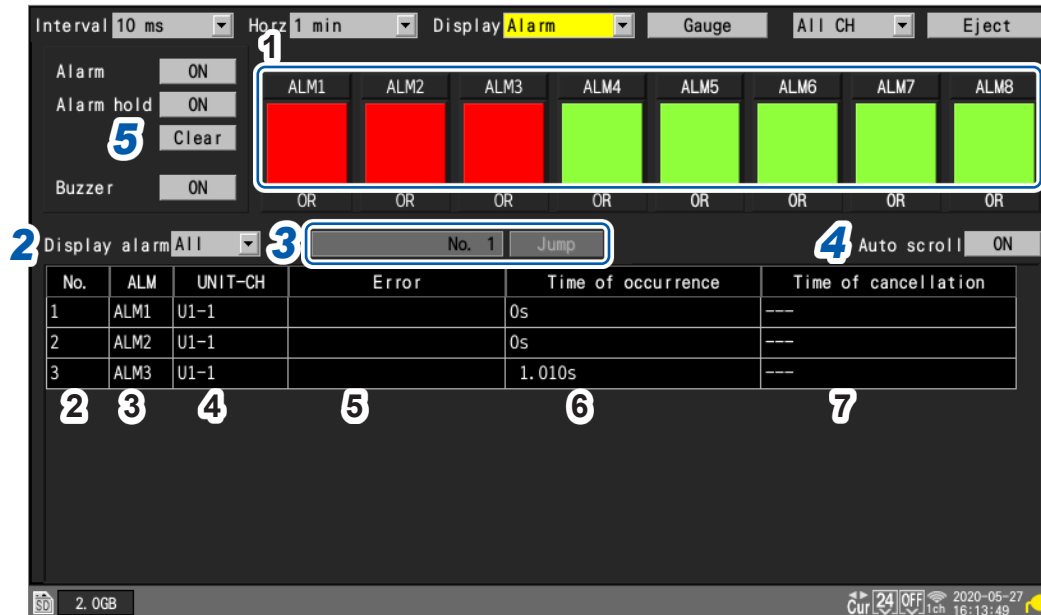 Interval 10 ms Horz 1 min Display Alarm Gauge All CH Eject
1
Alarm ON
Alarm hold ON
5 Clear
Buzzer ON
ALM1 ALM2 ALM3 ALM4 ALM5 ALM6 ALM7 ALM8
OR OR OR OR OR OR OR OR
2 Display alarm All 3 No. 1 Jump 4 Auto scroll ON
No. ALM UNIT-CH Error Time of occurrence Time of cancellation
1 ALM1 U1-1 0s ---
2 ALM2 U1-1 0s ---
3 ALM3 U1-1 1.010s ---
2 3 4 5 6 7
SD 2.0GB Cur 24 OFF 1ch 2020-05-27
16:13:49